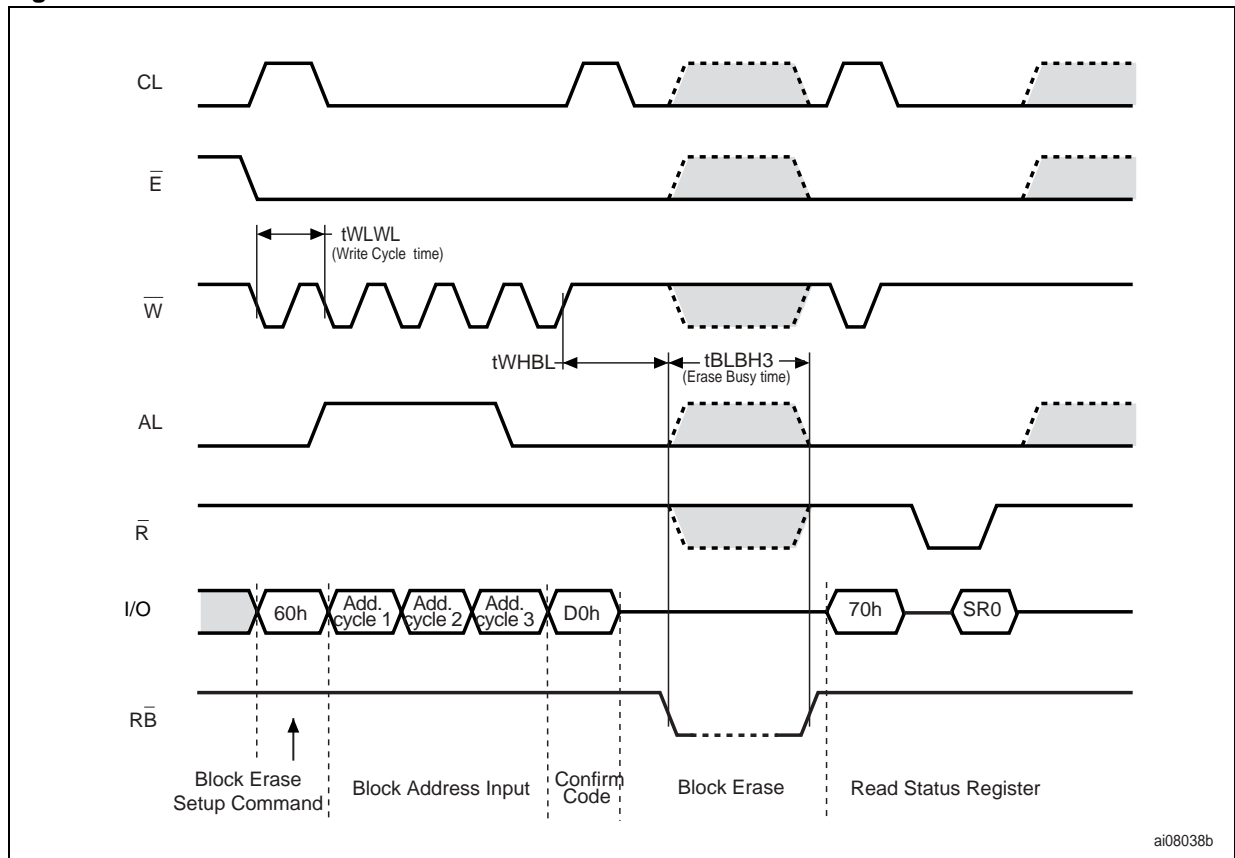 CL
E
tWLWL
(Write Cycle time)
W
tWHBL
tBLBH3
(Erase Busy time)
AL
R
I/O
60h
Add.
cycle 1
Add.
cycle 2
Add.
cycle 3
D0h
70h
SR0
RB
Block Erase
Setup Command
Block Address Input
Confirm
Code
Block Erase
Read Status Register
ai08038b